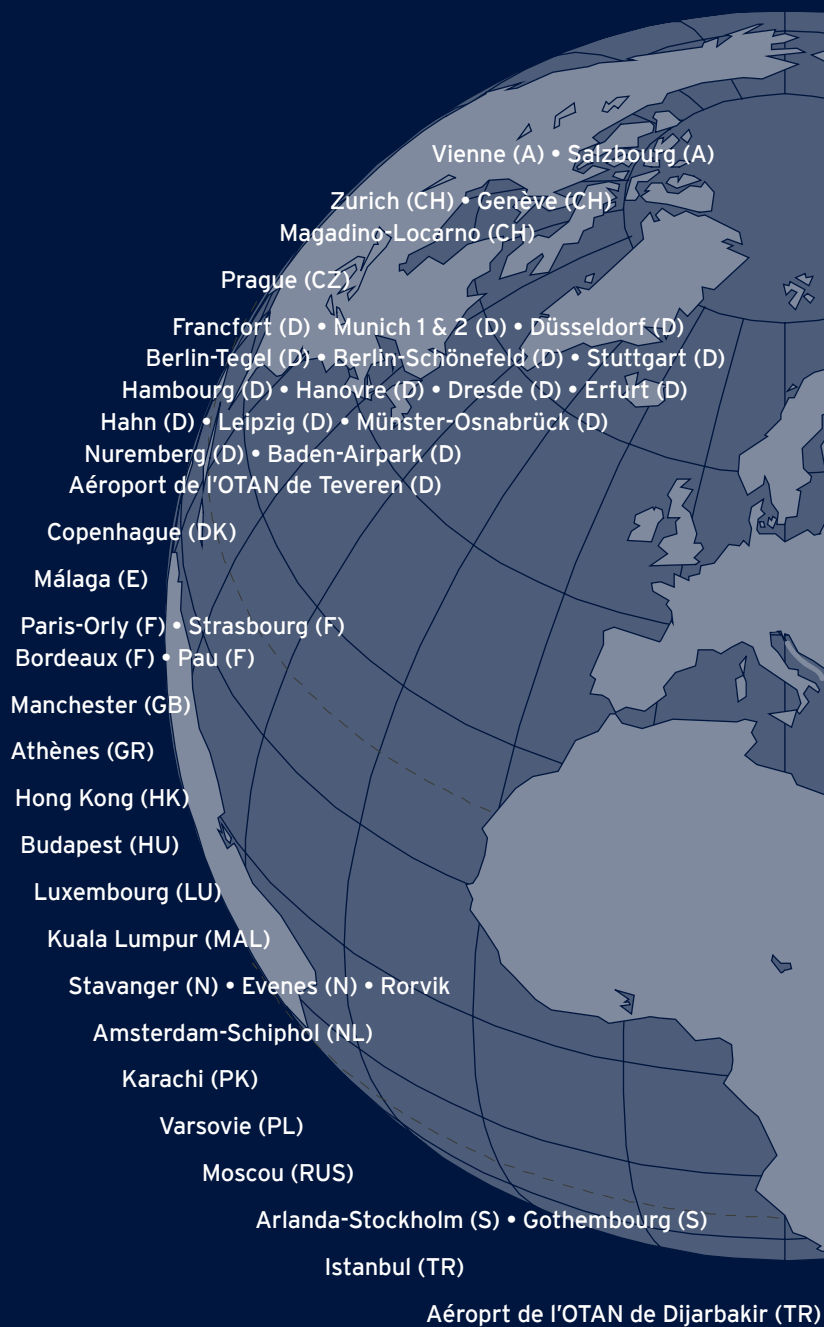 Vienne (A) • Salzbourg (A)
Zurich (CH) • Genève (CH)
Magadino-Locarno (CH)
Prague (CZ)
Francfort (D) • Munich 1 & 2 (D) • Düsseldorf (D)
Berlin-Tegel (D) • Berlin-Schönefeld (D) • Stuttgart (D)
Hambourg (D) • Hanovre (D) • Dresde (D) • Erfurt (D)
Hahn (D) • Leipzig (D) • Münster-Osnabrück (D)
Nuremberg (D) • Baden-Airpark (D)
Aéroport de l'OTAN de Teveren (D)
Copenhague (DK)
Málaga (E)
Paris-Orly (F) • Strasbourg (F)
Bordeaux (F) • Pau (F)
Manchester (GB)
Athènes (GR)
Hong Kong (HK)
Budapest (HU)
Luxembourg (LU)
Kuala Lumpur (MAL)
Stavanger (N) • Evenes (N) • Rorvik
Amsterdam-Schiphol (NL)
Karachi (PK)
Varsovie (PL)
Moscou (RUS)
Arlanda-Stockholm (S) • Gothembourg (S)
Istanbul (TR)
Aéroprt de l'OTAN de Dijarbakir (TR)